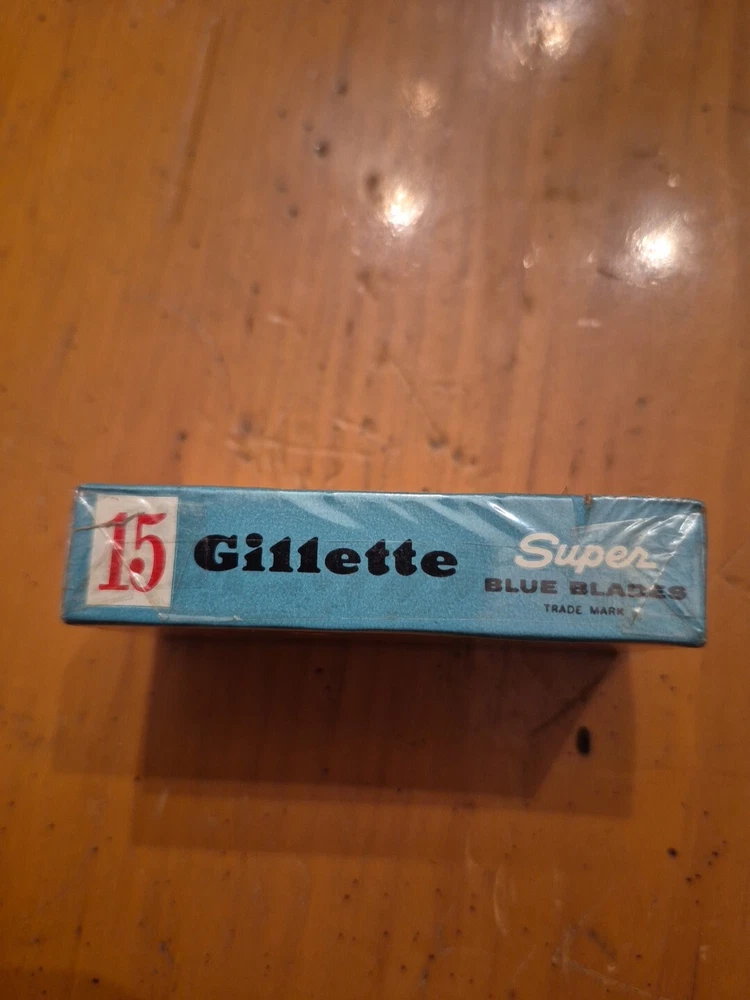 15 Gillette
Super
BLUE BLADES
TRADE MARK